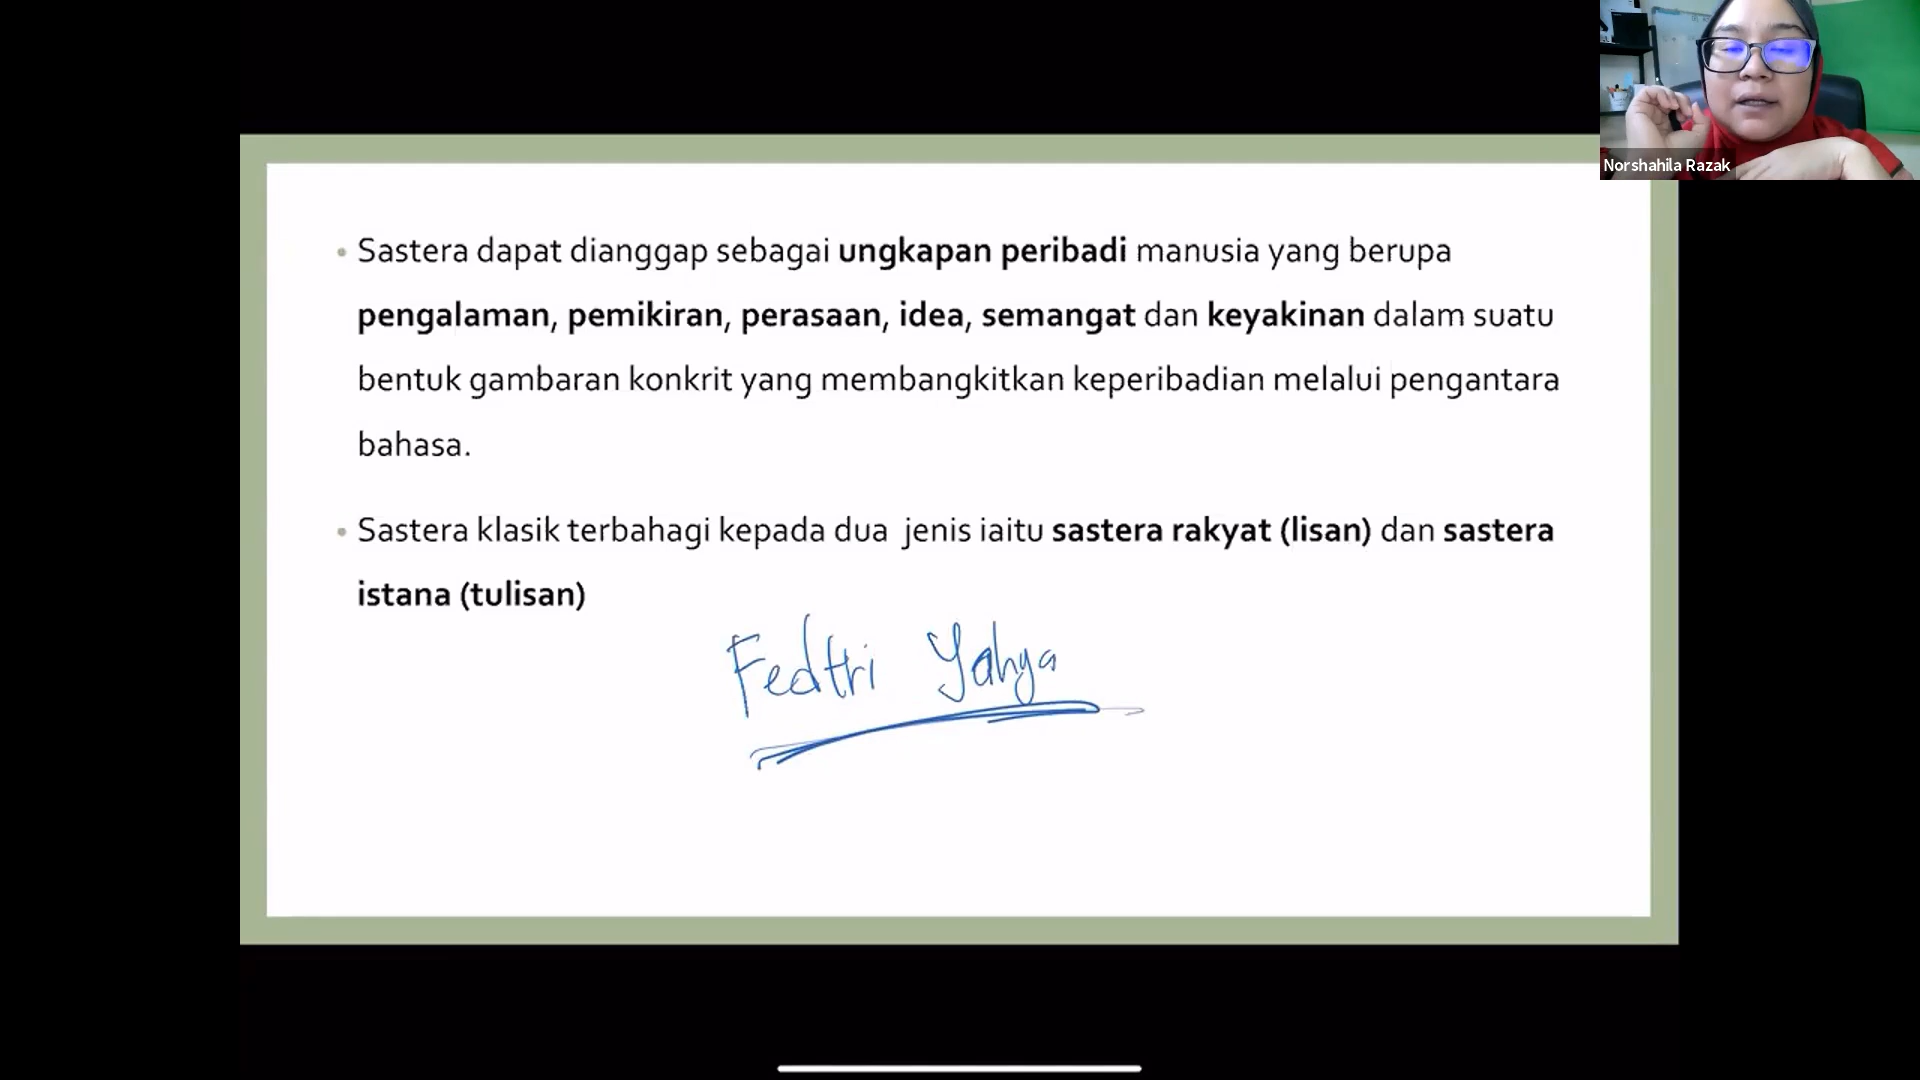 Norshahila Razak
• Sastera dapat dianggap sebagai ungkapan peribadi manusia yang berupa
pengalaman, pemikiran, perasaan, idea, semangat dan keyakinan dalam suatu
bentuk gambaran konkrit yang membangkitkan keperibadian melalui pengantara
bahasa.
• Sastera klasik terbahagi kepada dua jenis iaitu sastera rakyat (lisan) dan sastera
istana (tulisan)
Fedtri Yahya